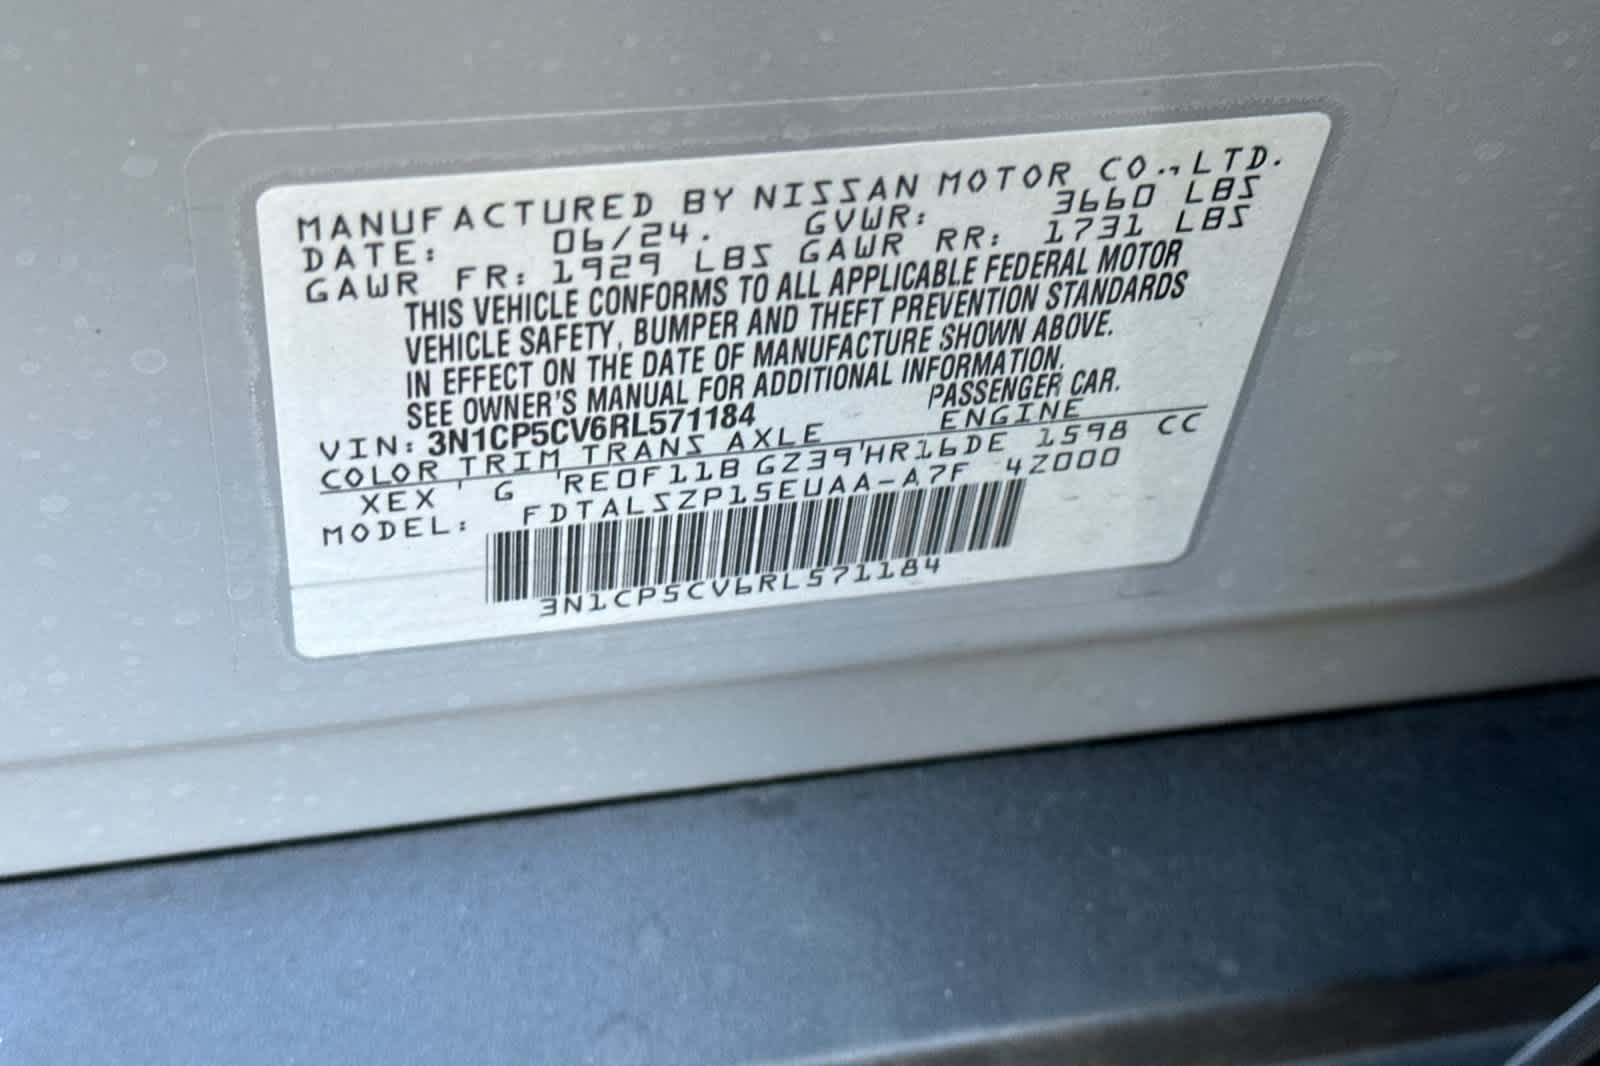 MANUFACTURED BY NISSAN MOTOR CO.,LTD.
DATE: 06/24. GVWR: 3660 LBS
GAWR FR: 1929 LBS GAWR RR: 1731 LBS
THIS VEHICLE CONFORMS TO ALL APPLICABLE FEDERAL MOTOR
VEHICLE SAFETY, BUMPER AND THEFT PREVENTION STANDARDS
IN EFFECT ON THE DATE OF MANUFACTURE SHOWN ABOVE.
SEE OWNER'S MANUAL FOR ADDITIONAL INFORMATION.
VIN: 3N1CP5CV6RL571184 PASSENGER CAR.
COLOR TRIM TRANS AXLE ENGINE
XEX ' G 'RE0F11B GZ39'HR16DE 1598 CC
MODEL: FDTALSZP15EUAA-A7F 4Z000
3N1CP5CV6RL571184